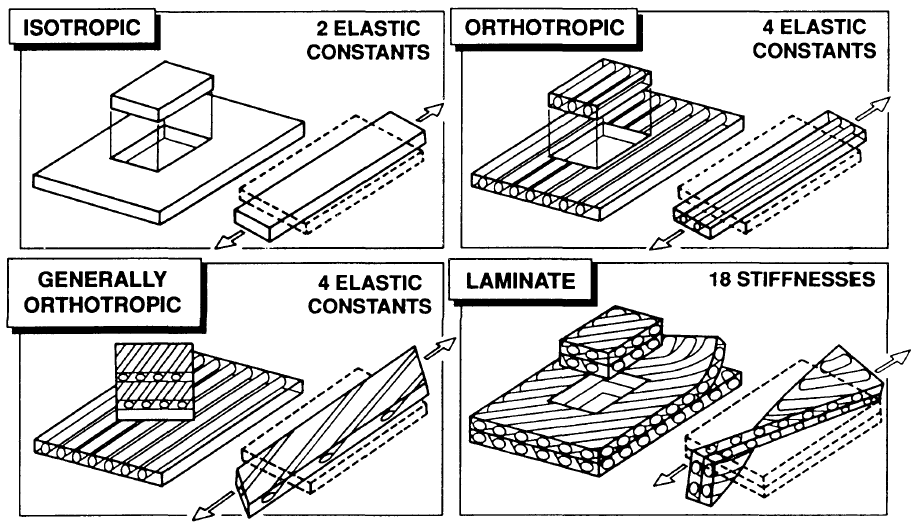 ISOTROPIC
2 ELASTIC
CONSTANTS
ORTHOTROPIC
4 ELASTIC
CONSTANTS
GENERALLY
ORTHOTROPIC
4 ELASTIC
CONSTANTS
LAMINATE
18 STIFFNESSES